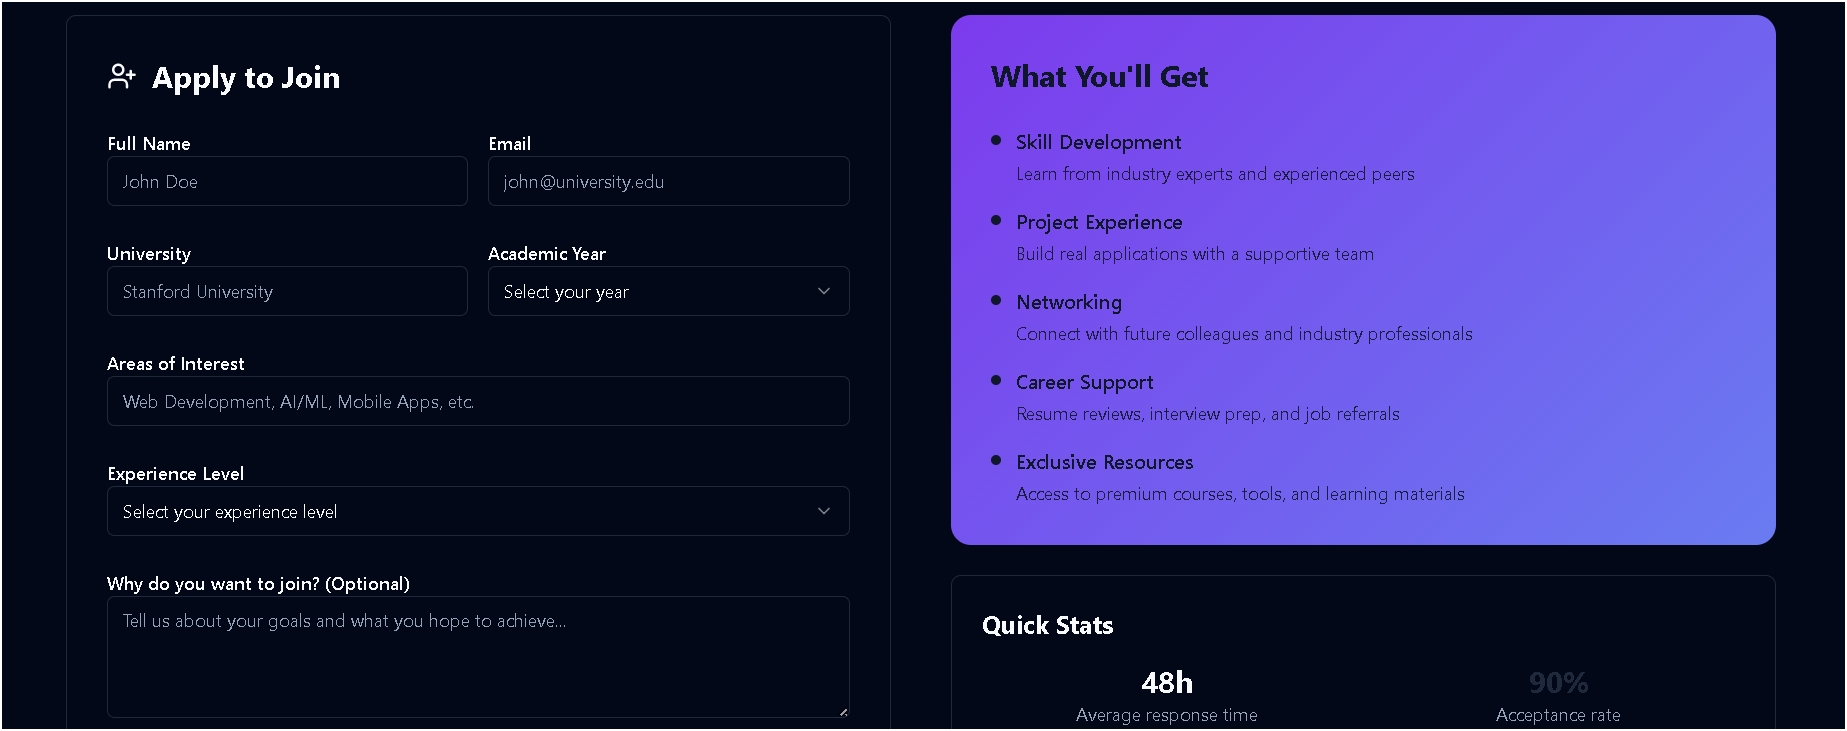 Apply to Join
Full Name
John Doe
Email
john@university.edu
University
Stanford University
Academic Year
Select your year
Areas of Interest
Web Development, AI/ML, Mobile Apps, etc.
Experience Level
Select your experience level
Why do you want to join? (Optional)
Tell us about your goals and what you hope to achieve...
What You'll Get
Skill Development
Learn from industry experts and experienced peers
Project Experience
Build real applications with a supportive team
Networking
Connect with future colleagues and industry professionals
Career Support
Resume reviews, interview prep, and job referrals
Exclusive Resources
Access to premium courses, tools, and learning materials
Quick Stats
48h
Average response time
90%
Acceptance rate